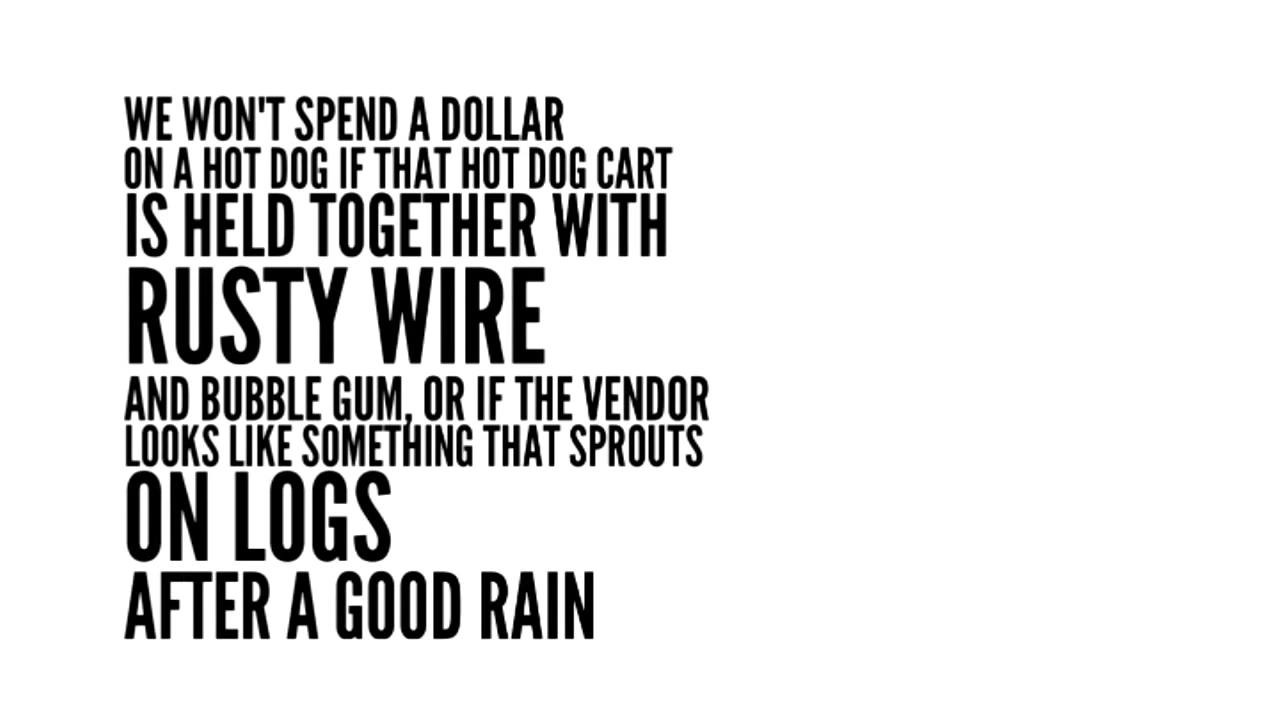 WE WON'T SPEND A DOLLAR
ON A HOT DOG IF THAT HOT DOG CART
IS HELD TOGETHER WITH
RUSTY WIRE
AND BUBBLE GUM, OR IF THE VENDOR
LOOKS LIKE SOMETHING THAT SPROUTS
ON LOGS
AFTER A GOOD RAIN